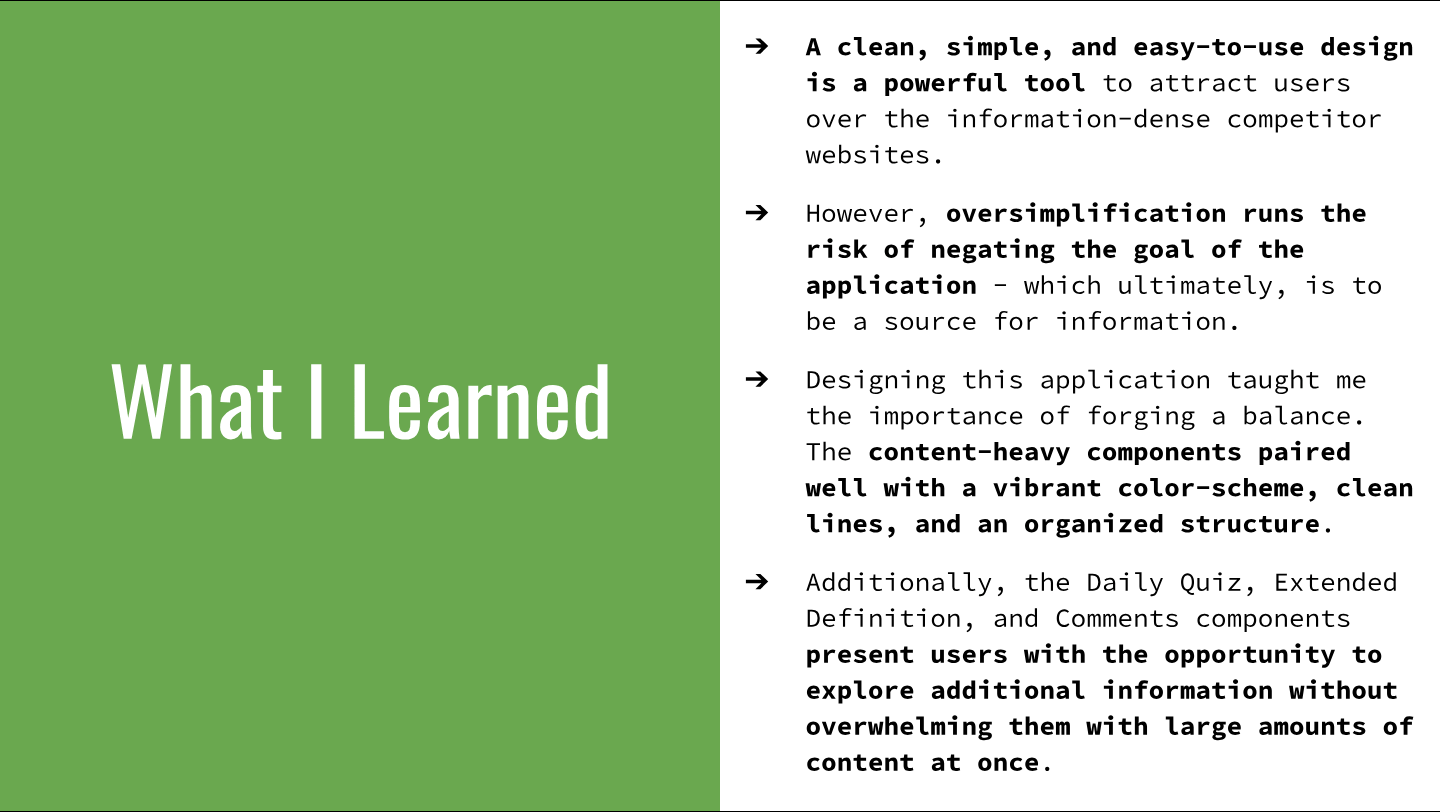 What I Learned
➔ A clean, simple, and easy-to-use design
is a powerful tool to attract users
over the information-dense competitor
websites.
➔ However, oversimplification runs the
risk of negating the goal of the
application - which ultimately, is to
be a source for information.
➔ Designing this application taught me
the importance of forging a balance.
The content-heavy components paired
well with a vibrant color-scheme, clean
lines, and an organized structure.
➔ Additionally, the Daily Quiz, Extended
Definition, and Comments components
present users with the opportunity to
explore additional information without
overwhelming them with large amounts of
content at once.